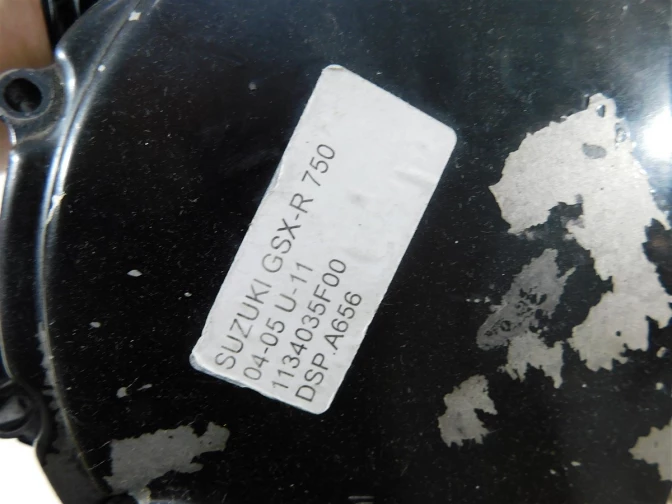 SUZUKI GSX-R 750
04-05 U-11
1134035F00
DSP.A656